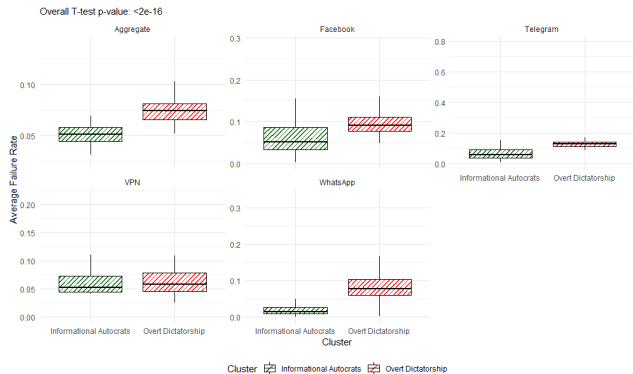 Overall T-test p-value: <2e-16
Aggregate
Facebook
Telegram
Average Failure Rate
0.10
0.05
0.3
0.2
0.1
0.0
0.8
0.6
0.4
0.2
0.0
Informational Autocrats Overt Dictatorship
VPN
WhatsApp
0.20
0.15
0.10
0.05
0.00
0.3
0.2
0.1
0.0
Informational Autocrats Overt Dictatorship
Informational Autocrats Overt Dictatorship
Cluster
Cluster Informational Autocrats Overt Dictatorship